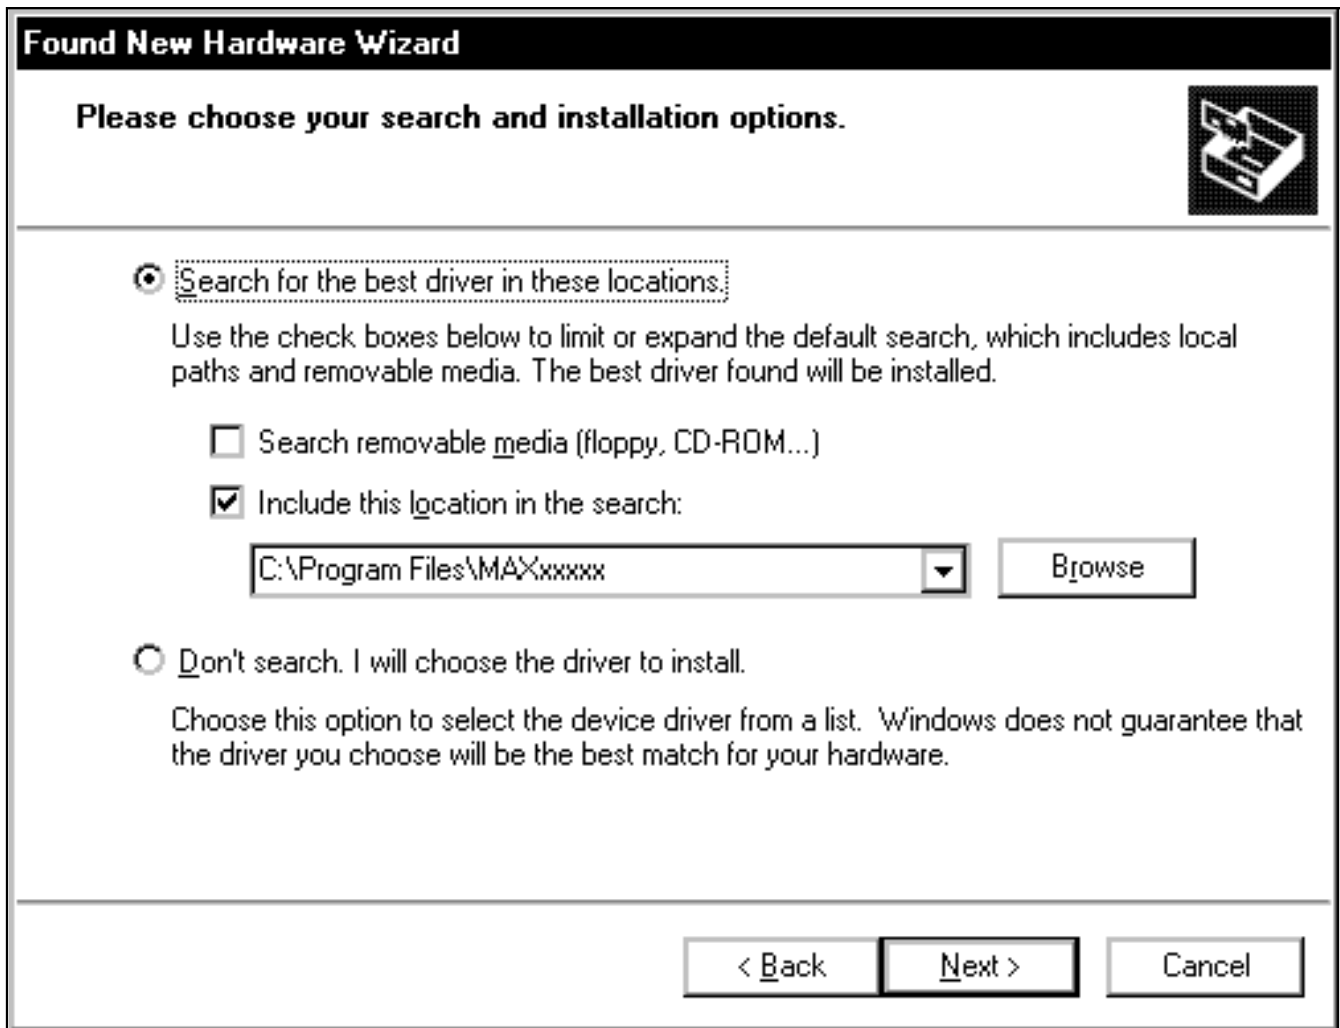 Found New Hardware Wizard
Please choose your search and installation options.
Search for the best driver in these locations.
Use the check boxes below to limit or expand the default search, which includes local
paths and removable media. The best driver found will be installed.
Search removable media (floppy, CD-ROM...)
Include this location in the search:
C:\Program Files\MAXxxxxx
Browse
Don't search. I will choose the driver to install.
Choose this option to select the device driver from a list.  Windows does not guarantee that
the driver you choose will be the best match for your hardware.
< Back
Next >
Cancel